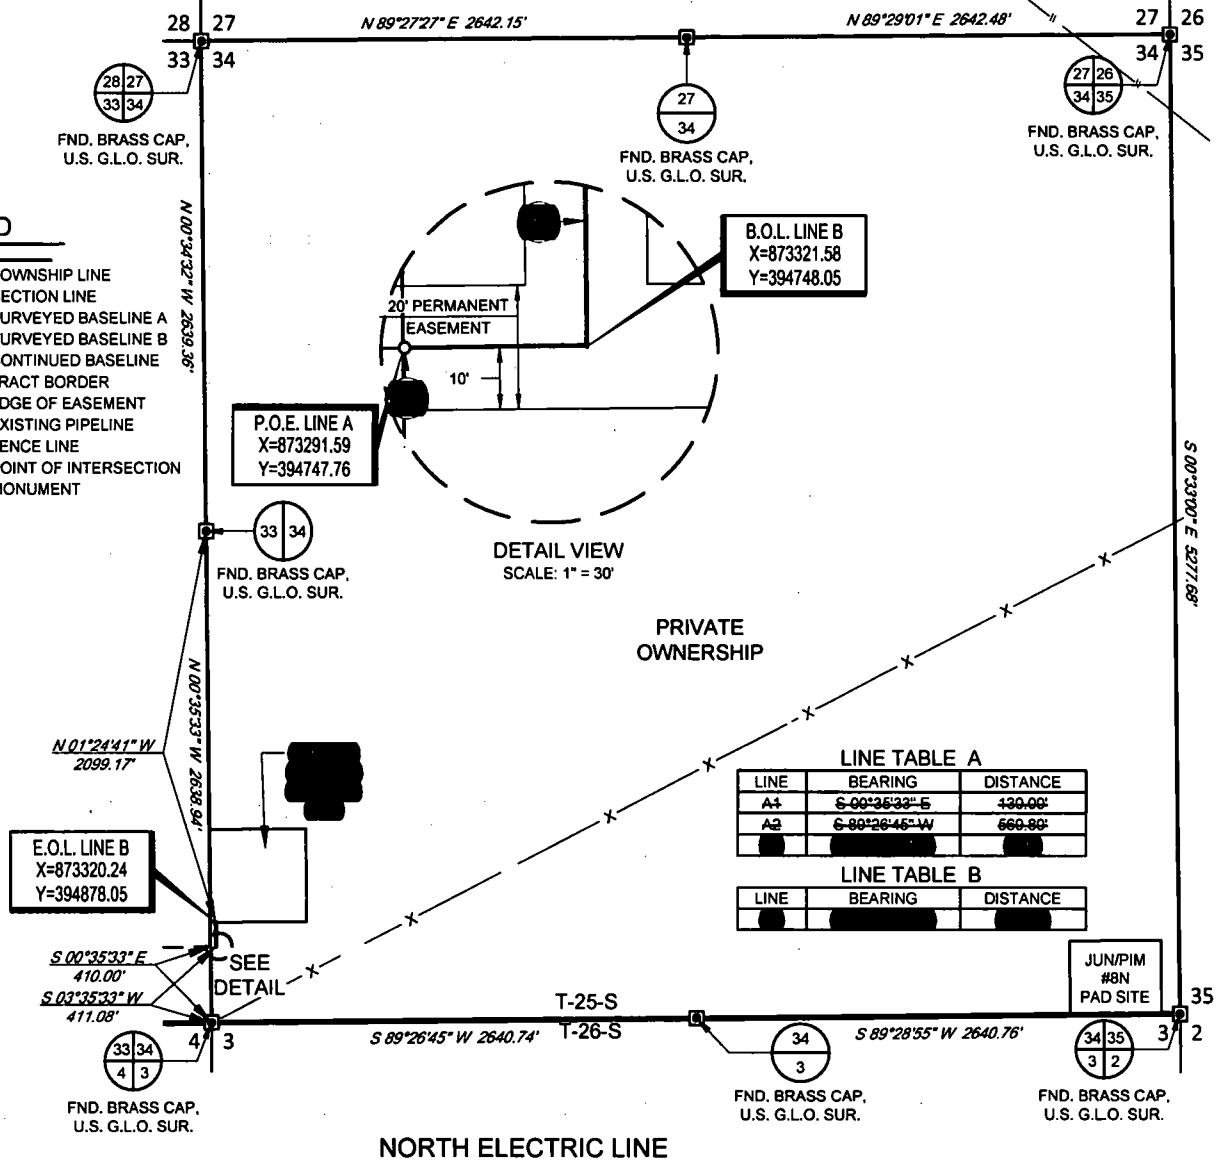 28 27
33 34
N 89°27'27" E 2642.15'
N 89°29'01" E 2642.48'
27 26
34 35
28 27
33 34
FND. BRASS CAP,
U.S. G.L.O. SUR.
27
34
FND. BRASS CAP,
U.S. G.L.O. SUR.
27 26
34 35
FND. BRASS CAP,
U.S. G.L.O. SUR.
D
OWNSHIP LINE
ECTION LINE
URVEYED BASELINE A
URVEYED BASELINE B
ONTINUED BASELINE
RACT BORDER
DGE OF EASEMENT
XISTING PIPELINE
ENCE LINE
OINT OF INTERSECTION
MONUMENT
N 00°34'32" W 2639.36'
B.O.L. LINE B
X=873321.58
Y=394748.05
20' PERMANENT
EASEMENT
10'
P.O.E. LINE A
X=873291.59
Y=394747.76
DETAIL VIEW
SCALE: 1" = 30'
33 34
FND. BRASS CAP,
U.S. G.L.O. SUR.
S 00°33'00" E 5277.68'
PRIVATE
OWNERSHIP
N 00°35'33" W 2638.94'
N 01°24'41" W
2099.17'
E.O.L. LINE B
X=873320.24
Y=394878.05
S 00°35'33" E
410.00'
S 03°35'33" W
411.08'
SEE
DETAIL
LINE TABLE A
LINE BEARING DISTANCE
A1 S 00°35'33" E 130.00'
A2 S 89°26'45" W 569.80'
LINE TABLE B
LINE BEARING DISTANCE
JUN/PIM
#8N
PAD SITE
T-25-S
T-26-S
S 89°26'45" W 2640.74'
S 89°28'55" W 2640.76'
35
4 3
3 2
33 34
4 3
FND. BRASS CAP,
U.S. G.L.O. SUR.
34
3
FND. BRASS CAP,
U.S. G.L.O. SUR.
34 35
3 2
FND. BRASS CAP,
U.S. G.L.O. SUR.
NORTH ELECTRIC LINE